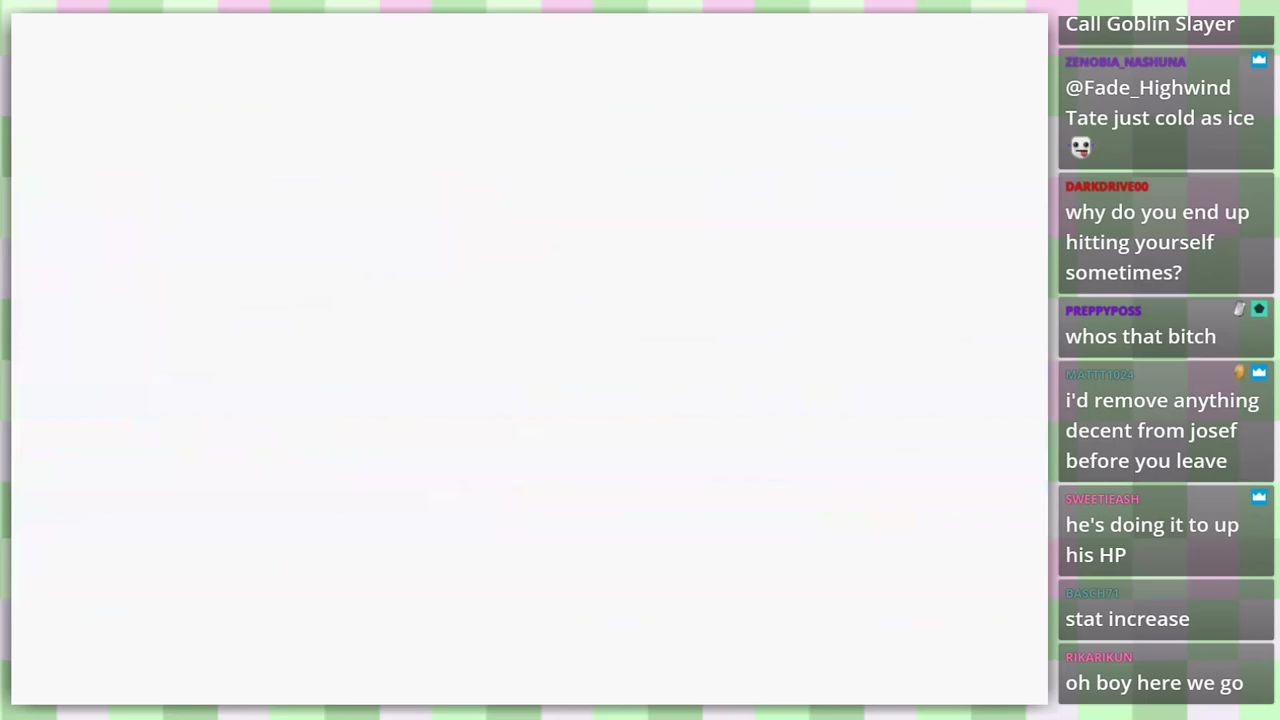 Call Goblin Slayer
ZENOBIA_NASHUNA
@Fade_Highwind
Tate just cold as ice
DARKDRIVE00
why do you end up
hitting yourself
sometimes?
PREPPYPOSS
whos that bitch
MATTT1024
i'd remove anything
decent from josef
before you leave
SWEETIEASH
he's doing it to up
his HP
BASCH71
stat increase
RIKARIKUN
oh boy here we go